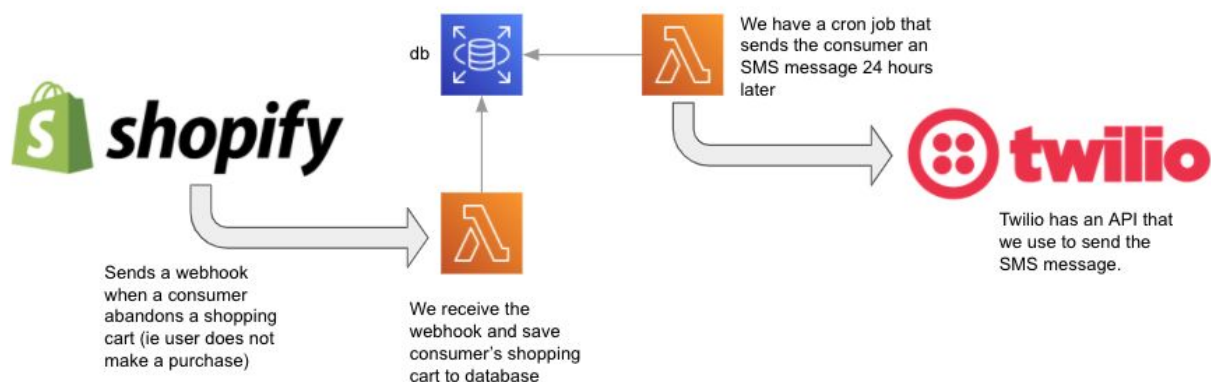 db
We have a cron job that
sends the consumer an
SMS message 24 hours
later
shopify
twilio
Sends a webhook
when a consumer
abandons a shopping
cart (ie user does not
make a purchase)
We receive the
webhook and save
consumer's shopping
cart to database
Twilio has an API that
we use to send the
SMS message.